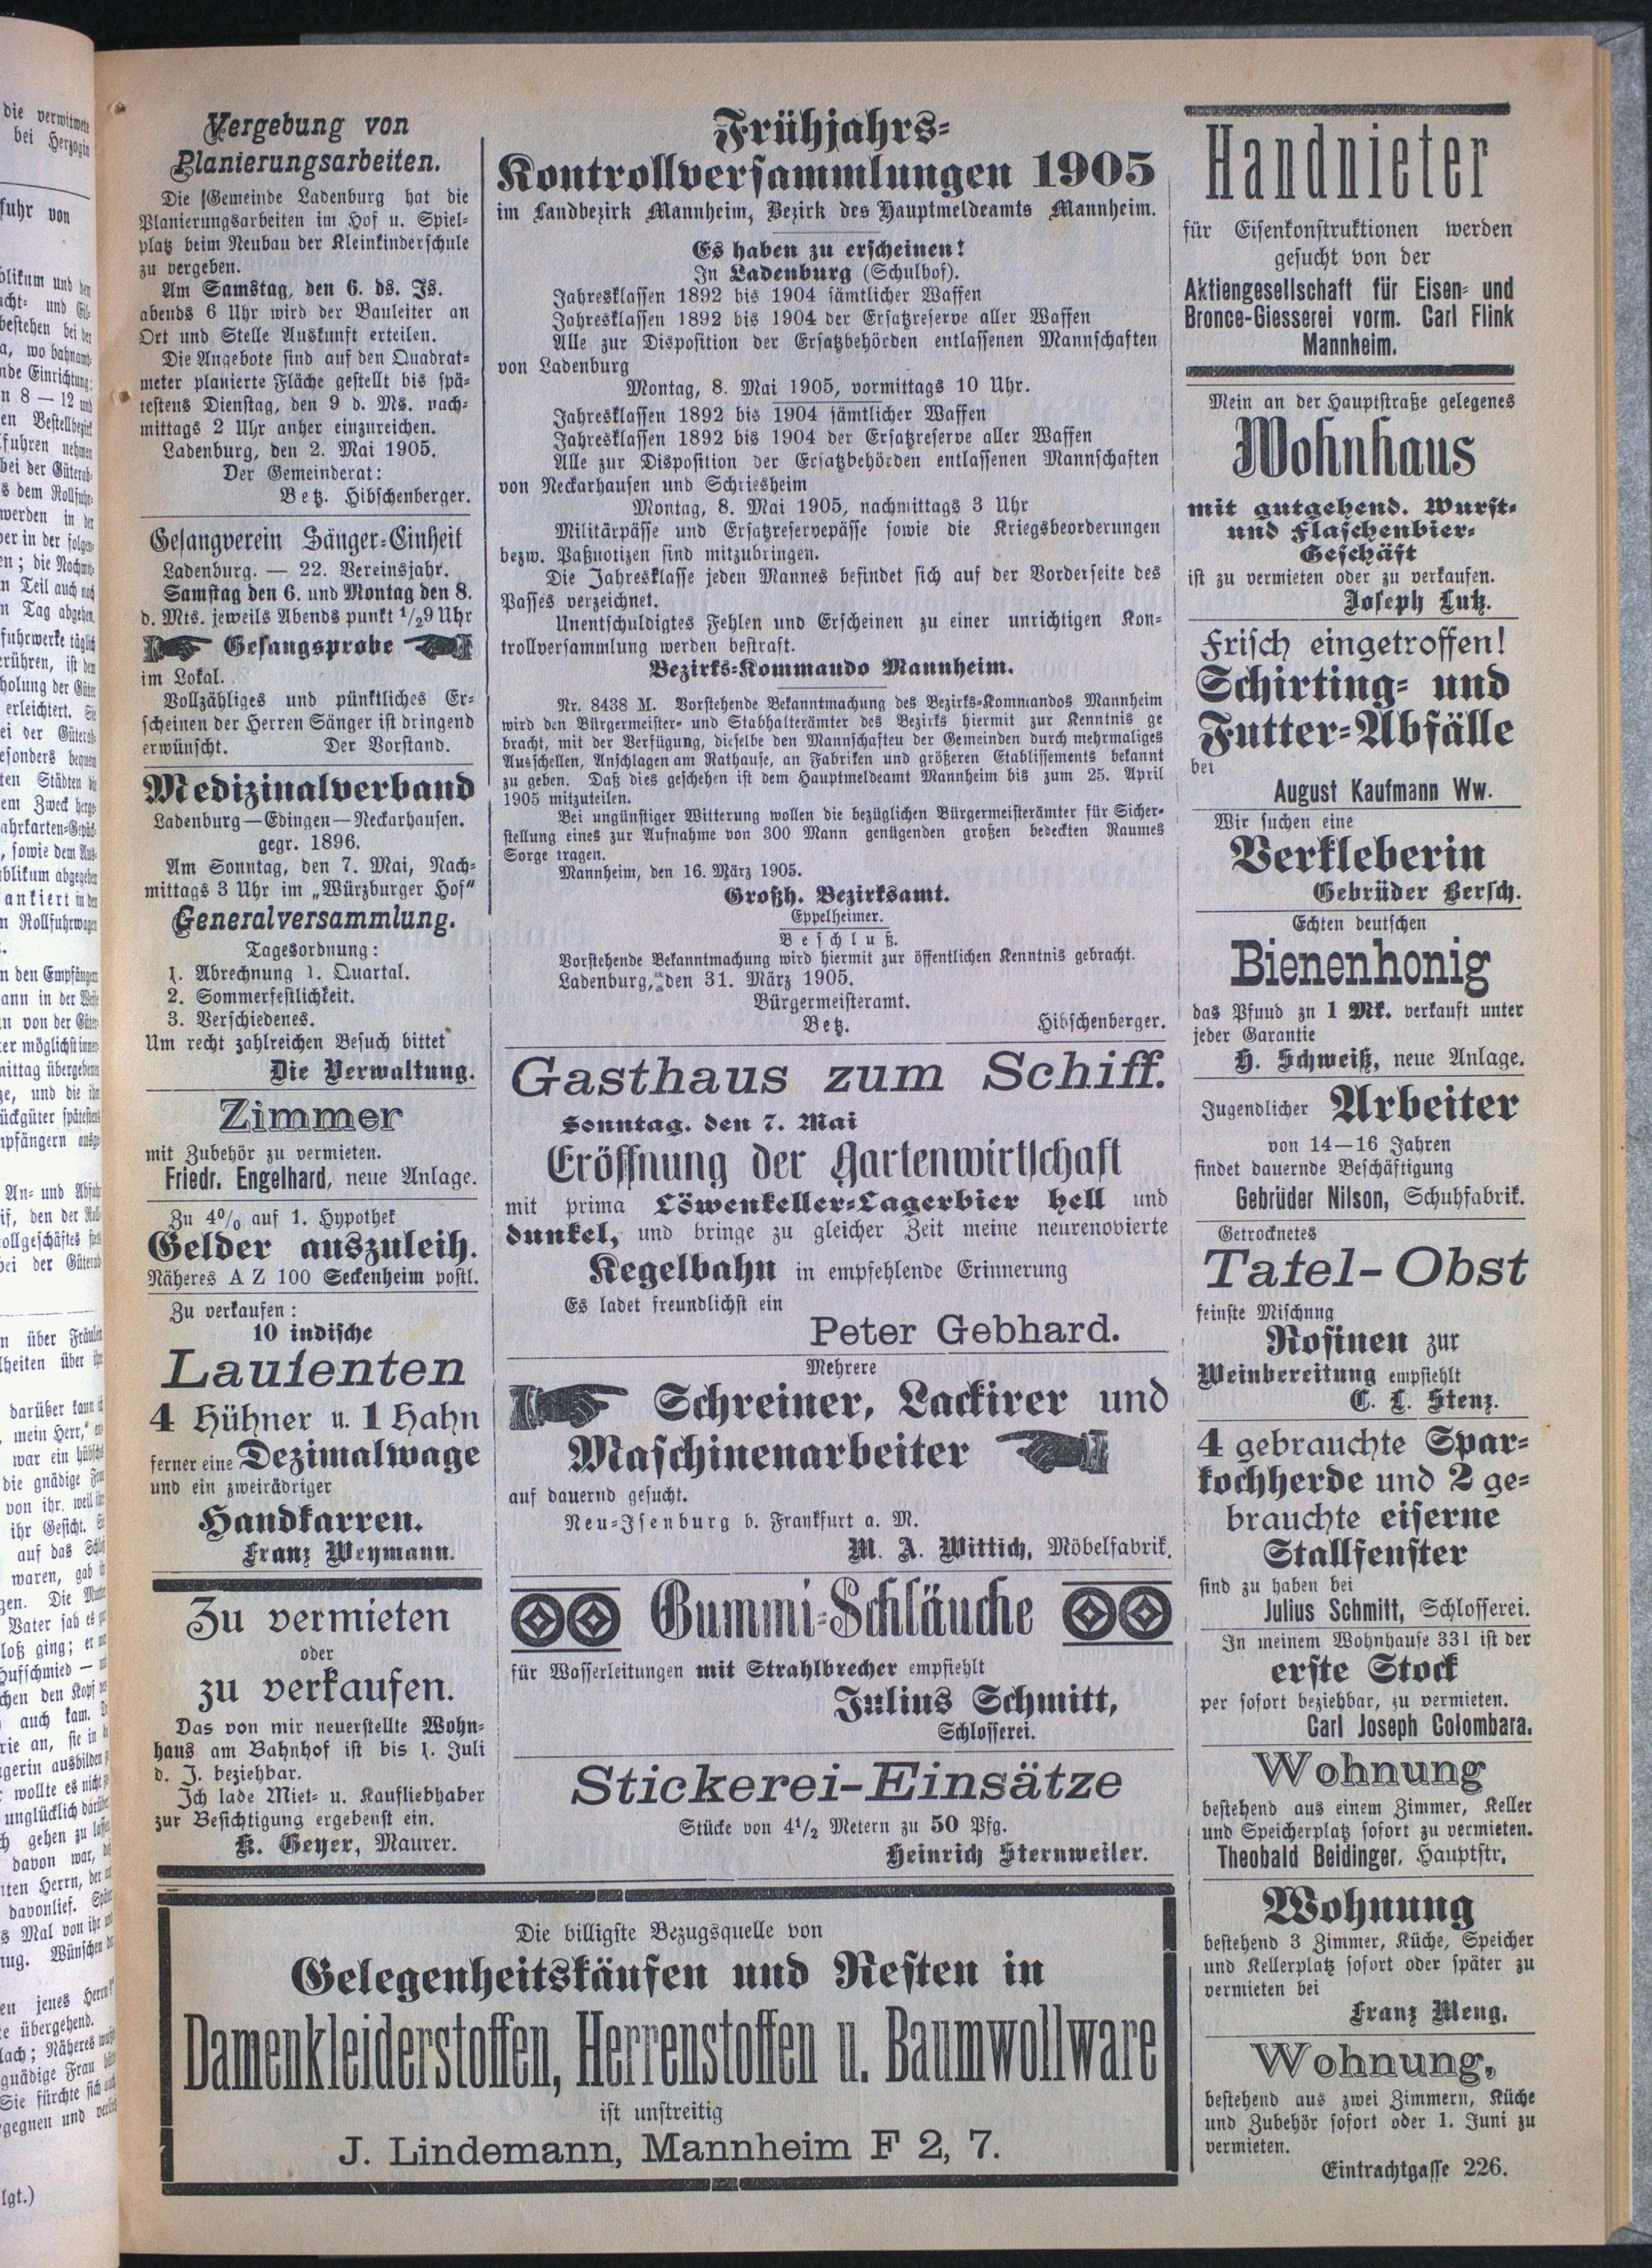 Vergebung von
Planierungsarbeiten.
Die Gemeinde Ladenburg hat die
Planierungsarbeiten im Hof u. Spiel-
platz beim Neubau der Kleinkinderschule
zu vergeben.
Am Samstag, den 6. ds. Js.
abends 6 Uhr wird der Bauleiter an
Ort und Stelle Auskunft erteilen.
Die Angebote sind auf den Quadrat-
meter planierte Fläche gestellt bis spä-
testens Dienstag, den 9 d. Ms. nach-
mittags 2 Uhr anher einzureichen.
Ladenburg, den 2. Mai 1905.
Der Gemeinderat:
Betz. Hibschenberger.
Gesangverein Sänger-Einheit
Ladenburg. — 22. Vereinsjahr.
Samstag den 6. und Montag den 8.
d. Mts. jeweils Abends punkt 1/2 9 Uhr
Gesangsprobe
im Lokal.
Vollzähliges und pünktliches Er-
scheinen der Herren Sänger ist dringend
erwünscht. Der Vorstand.
Medizinalverband
Ladenburg—Edingen—Neckarhausen.
gegr. 1896.
Am Sonntag, den 7. Mai, Nach-
mittags 3 Uhr im „Würzburger Hof“
Generalversammlung.
Tagesordnung:
1. Abrechnung 1. Quartal.
2. Sommerfestlichkeit.
3. Verschiedenes.
Um recht zahlreichen Besuch bittet
Die Verwaltung.
Zimmer
mit Zubehör zu vermieten.
Friedr. Engelhard, neue Anlage.
Zu 4% auf 1. Hypothek
Gelder auszuleih.
Näheres A Z 100 Seckenheim postl.
Zu verkaufen:
10 indische
Laufenten
4 Hühner u. 1 Hahn
ferner eine Dezimalwage
und ein zweirädriger
Handkarren.
Franz Weymann.
Zu vermieten
oder
zu verkaufen.
Das von mir neuerstellte Wohn-
haus am Bahnhof ist bis 1. Juli
d. J. beziehbar.
Ich lade Miet- u. Kaufliebhaber
zur Besichtigung ergebenst ein.
K. Geyer, Maurer.
Frühjahrs-
Kontrollversammlungen 1905
im Landbezirk Mannheim, Bezirk des Hauptmeldeamts Mannheim.
Es haben zu erscheinen!
In Ladenburg (Schulhof).
Jahresklassen 1892 bis 1904 sämtlicher Waffen
Jahresklassen 1892 bis 1904 der Ersatzreserve aller Waffen
Alle zur Disposition der Ersatzbehörden entlassenen Mannschaften
von Ladenburg
Montag, 8. Mai 1905, vormittags 10 Uhr.
Jahresklassen 1892 bis 1904 sämtlicher Waffen
Jahresklassen 1892 bis 1904 der Ersatzreserve aller Waffen
Alle zur Disposition der Ersatzbehörden entlassenen Mannschaften
von Neckarhausen und Schriesheim
Montag, 8. Mai 1905, nachmittags 3 Uhr
Militärpässe und Ersatzreservepässe sowie die Kriegsbeorderungen
bezw. Paßnotizen sind mitzubringen.
Die Jahresklasse jeden Mannes befindet sich auf der Vorderseite des
Passes verzeichnet.
Unentschuldigtes Fehlen und Erscheinen zu einer unrichtigen Kon-
trollversammlung werden bestraft.
Bezirks-Kommando Mannheim.
Nr. 8438 M. Vorstehende Bekanntmachung des Bezirks-Kommandos Mannheim
wird den Bürgermeister- und Stabhalterämter des Bezirks hiermit zur Kenntnis ge
bracht, mit der Verfügung, dieselbe den Mannschaften der Gemeinden durch mehrmaliges
Ausschellen, Anschlagen am Rathause, an Fabriken und größeren Etablissements bekannt
zu geben. Daß dies geschehen ist dem Hauptmeldeamt Mannheim bis zum 25. April
1905 mitzuteilen.
Bei ungünstiger Witterung wollen die bezüglichen Bürgermeisterämter für Sicher-
stellung eines zur Aufnahme von 300 Mann genügenden großen bedeckten Raumes
Sorge tragen.
Mannheim, den 16. März 1905.
Großh. Bezirksamt.
Eppelheimer.
Beschluß.
Vorstehende Bekanntmachung wird hiermit zur öffentlichen Kenntnis gebracht.
Ladenburg, den 31. März 1905.
Bürgermeisteramt.
Betz. Hibschenberger.
Gasthaus zum Schiff.
Sonntag, den 7. Mai
Eröffnung der Gartenwirtschaft
mit prima Löwenkeller-Lagerbier hell und
dunkel, und bringe zu gleicher Zeit meine neurenovierte
Kegelbahn in empfehlende Erinnerung
Es ladet freundlichst ein
Peter Gebhard.
Mehrere
Schreiner, Lackirer und
Maschinenarbeiter
auf dauernd gesucht.
Neu-Isenburg b. Frankfurt a. M.
M. A. Wittich, Möbelfabrik.
Gummi-Schläuche
für Wasserleitungen mit Strahlbrecher empfiehlt
Julius Schmitt,
Schlosserei.
Stickerei-Einsätze
Stücke von 4 1/2 Metern zu 50 Pfg.
Heinrich Sternweiler.
Die billigste Bezugsquelle von
Gelegenheitskäufen und Resten in
Damenkleiderstoffen, Herrenstoffen u. Baumwollware
ist unstreitig
J. Lindemann, Mannheim F 2, 7.
Handnieter
für Eisenkonstruktionen werden
gesucht von der
Aktiengesellschaft für Eisen- und
Bronce-Giesserei vorm. Carl Flink
Mannheim.
Mein an der Hauptstraße gelegenes
Wohnhaus
mit gutgehend. Wurst-
und Flaschenbier-
Geschäft
ist zu vermieten oder zu verkaufen.
Joseph Lutz.
Frisch eingetroffen!
Schirting- und
Futter-Abfälle
bei
August Kaufmann Ww.
Wir suchen eine
Verkleberin
Gebrüder Bersch.
Echten deutschen
Bienenhonig
das Pfund zn 1 Mk. verkauft unter
jeder Garantie
H. Schweiß, neue Anlage.
Jugendlicher Arbeiter
von 14—16 Jahren
findet dauernde Beschäftigung
Gebrüder Nilson, Schuhfabrik.
Getrocknetes
Tafel-Obst
feinste Mischnng
Rosinen zur
Weinbereitung empfiehlt
C. L. Stenz.
4 gebrauchte Spar-
kochherde und 2 ge-
brauchte eiserne
Stallfenster
sind zu haben bei
Julius Schmitt, Schlosserei.
In meinem Wohnhause 331 ist der
erste Stock
per sofort beziehbar, zu vermieten.
Carl Joseph Colombara.
Wohnung
bestehend aus einem Zimmer, Keller
und Speicherplatz sofort zu vermieten.
Theobald Beidinger, Hauptstr.
Wohnung
bestehend 3 Zimmer, Küche, Speicher
und Kellerplatz sofort oder später zu
vermieten bei
Franz Meng.
Wohnung,
bestehend aus zwei Zimmern, Küche
und Zubehör sofort oder 1. Juni zu
vermieten.
Eintrachtgasse 226.